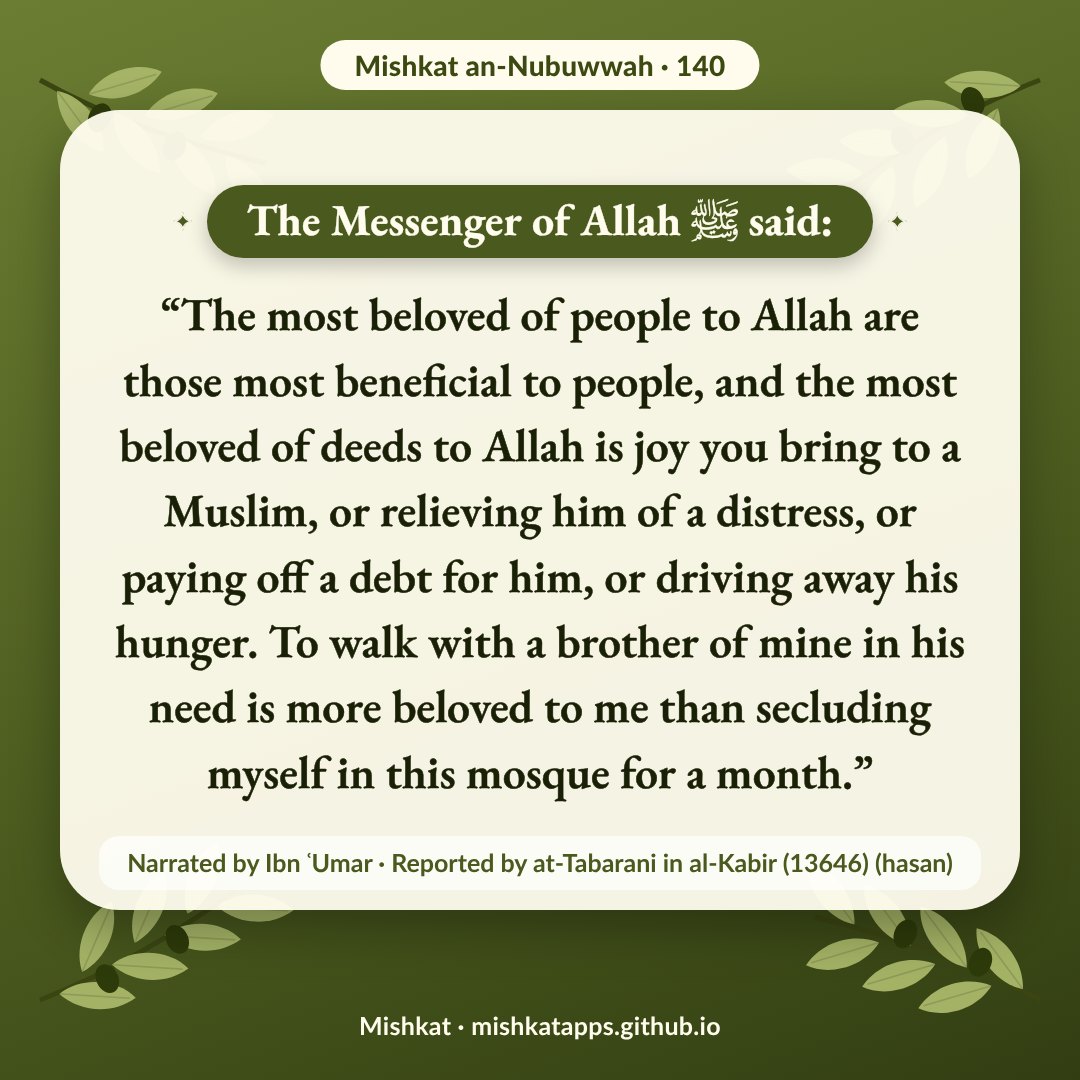 Mishkat an-Nubuwwah · 140
The Messenger of Allah ﷺ said:
“The most beloved of people to Allah are
those most beneficial to people, and the most
beloved of deeds to Allah is joy you bring to a
Muslim, or relieving him of a distress, or
paying off a debt for him, or driving away his
hunger. To walk with a brother of mine in his
need is more beloved to me than secluding
myself in this mosque for a month.”
Narrated by Ibn ʿUmar · Reported by at-Tabarani in al-Kabir (13646) (hasan)
Mishkat · mishkatapps.github.io